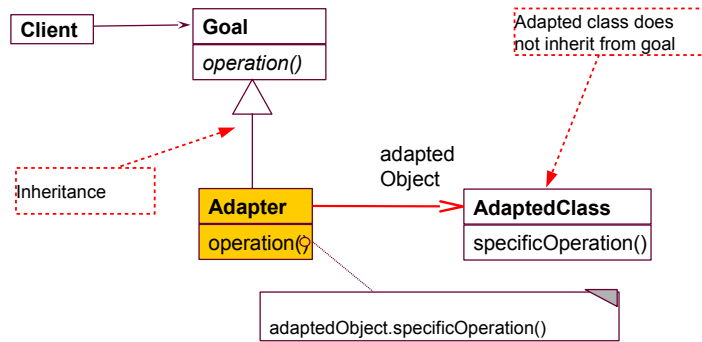 Client
Goal
operation()
Adapted class does
not inherit from goal
Inheritance
adapted
Object
Adapter
operation()
AdaptedClass
specificOperation()
adaptedObject.specificOperation()